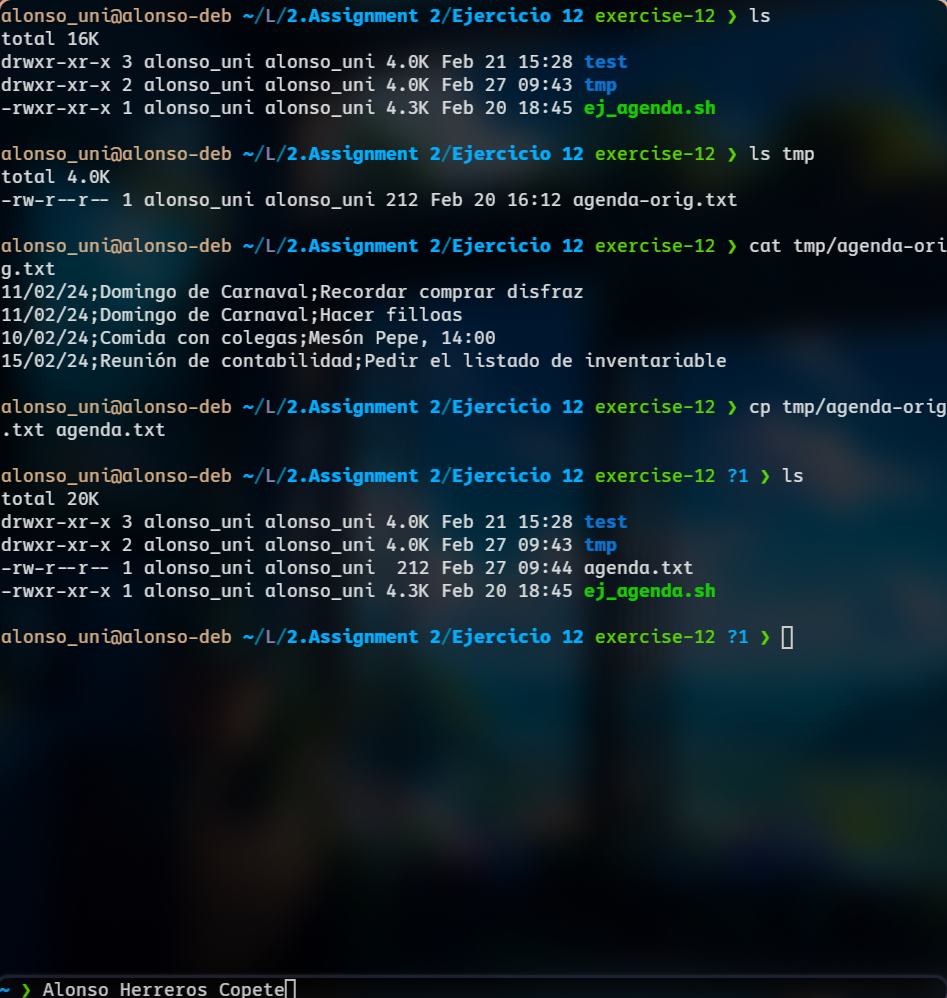 alonso_uni@alonso-deb ~/L/2.Assignment 2/Ejercicio 12 exercise-12 ❯ ls
total 16K
drwxr-xr-x 3 alonso_uni alonso_uni 4.0K Feb 21 15:28 test
drwxr-xr-x 2 alonso_uni alonso_uni 4.0K Feb 27 09:43 tmp
-rwxr-xr-x 1 alonso_uni alonso_uni 4.3K Feb 20 18:45 ej_agenda.sh
alonso_uni@alonso-deb ~/L/2.Assignment 2/Ejercicio 12 exercise-12 ❯ ls tmp
total 4.0K
-rw-r--r-- 1 alonso_uni alonso_uni 212 Feb 20 16:12 agenda-orig.txt
alonso_uni@alonso-deb ~/L/2.Assignment 2/Ejercicio 12 exercise-12 ❯ cat tmp/agenda-ori
g.txt
11/02/24;Domingo de Carnaval;Recordar comprar disfraz
11/02/24;Domingo de Carnaval;Hacer filloas
10/02/24;Comida con colegas;Mesón Pepe, 14:00
15/02/24;Reunión de contabilidad;Pedir el listado de inventariable
alonso_uni@alonso-deb ~/L/2.Assignment 2/Ejercicio 12 exercise-12 ❯ cp tmp/agenda-orig
.txt agenda.txt
alonso_uni@alonso-deb ~/L/2.Assignment 2/Ejercicio 12 exercise-12 ?1 ❯ ls
total 20K
drwxr-xr-x 3 alonso_uni alonso_uni 4.0K Feb 21 15:28 test
drwxr-xr-x 2 alonso_uni alonso_uni 4.0K Feb 27 09:43 tmp
-rw-r--r-- 1 alonso_uni alonso_uni  212 Feb 27 09:44 agenda.txt
-rwxr-xr-x 1 alonso_uni alonso_uni 4.3K Feb 20 18:45 ej_agenda.sh
alonso_uni@alonso-deb ~/L/2.Assignment 2/Ejercicio 12 exercise-12 ?1 ❯
~ ❯ Alonso Herreros Copete